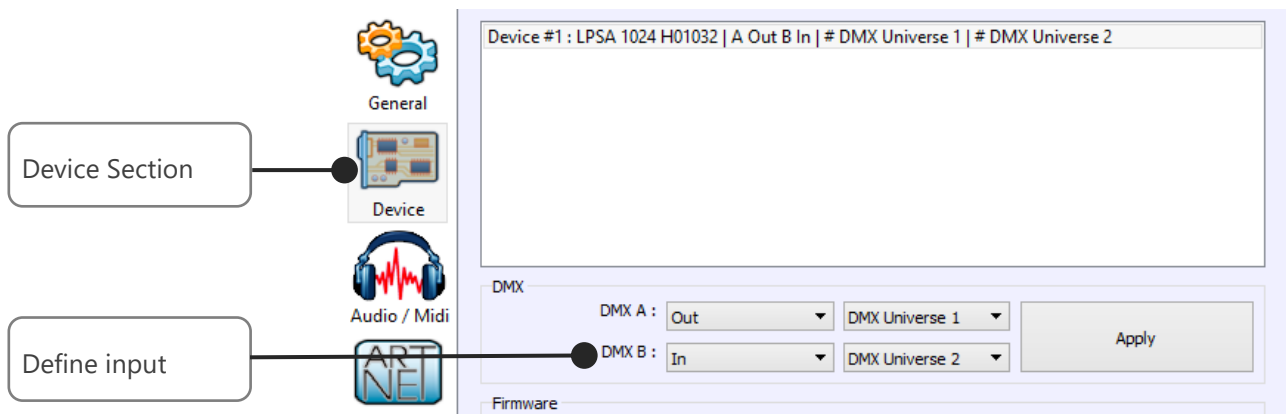 Device #1 : LPSA 1024 H01032 | A Out B In | # DMX Universe 1 | # DMX Universe 2
General
Device Section
Device
Audio / Midi
DMX
DMX A : Out DMX Universe 1
Apply
Define input
DMX B : In DMX Universe 2
ART
NET
Firmware